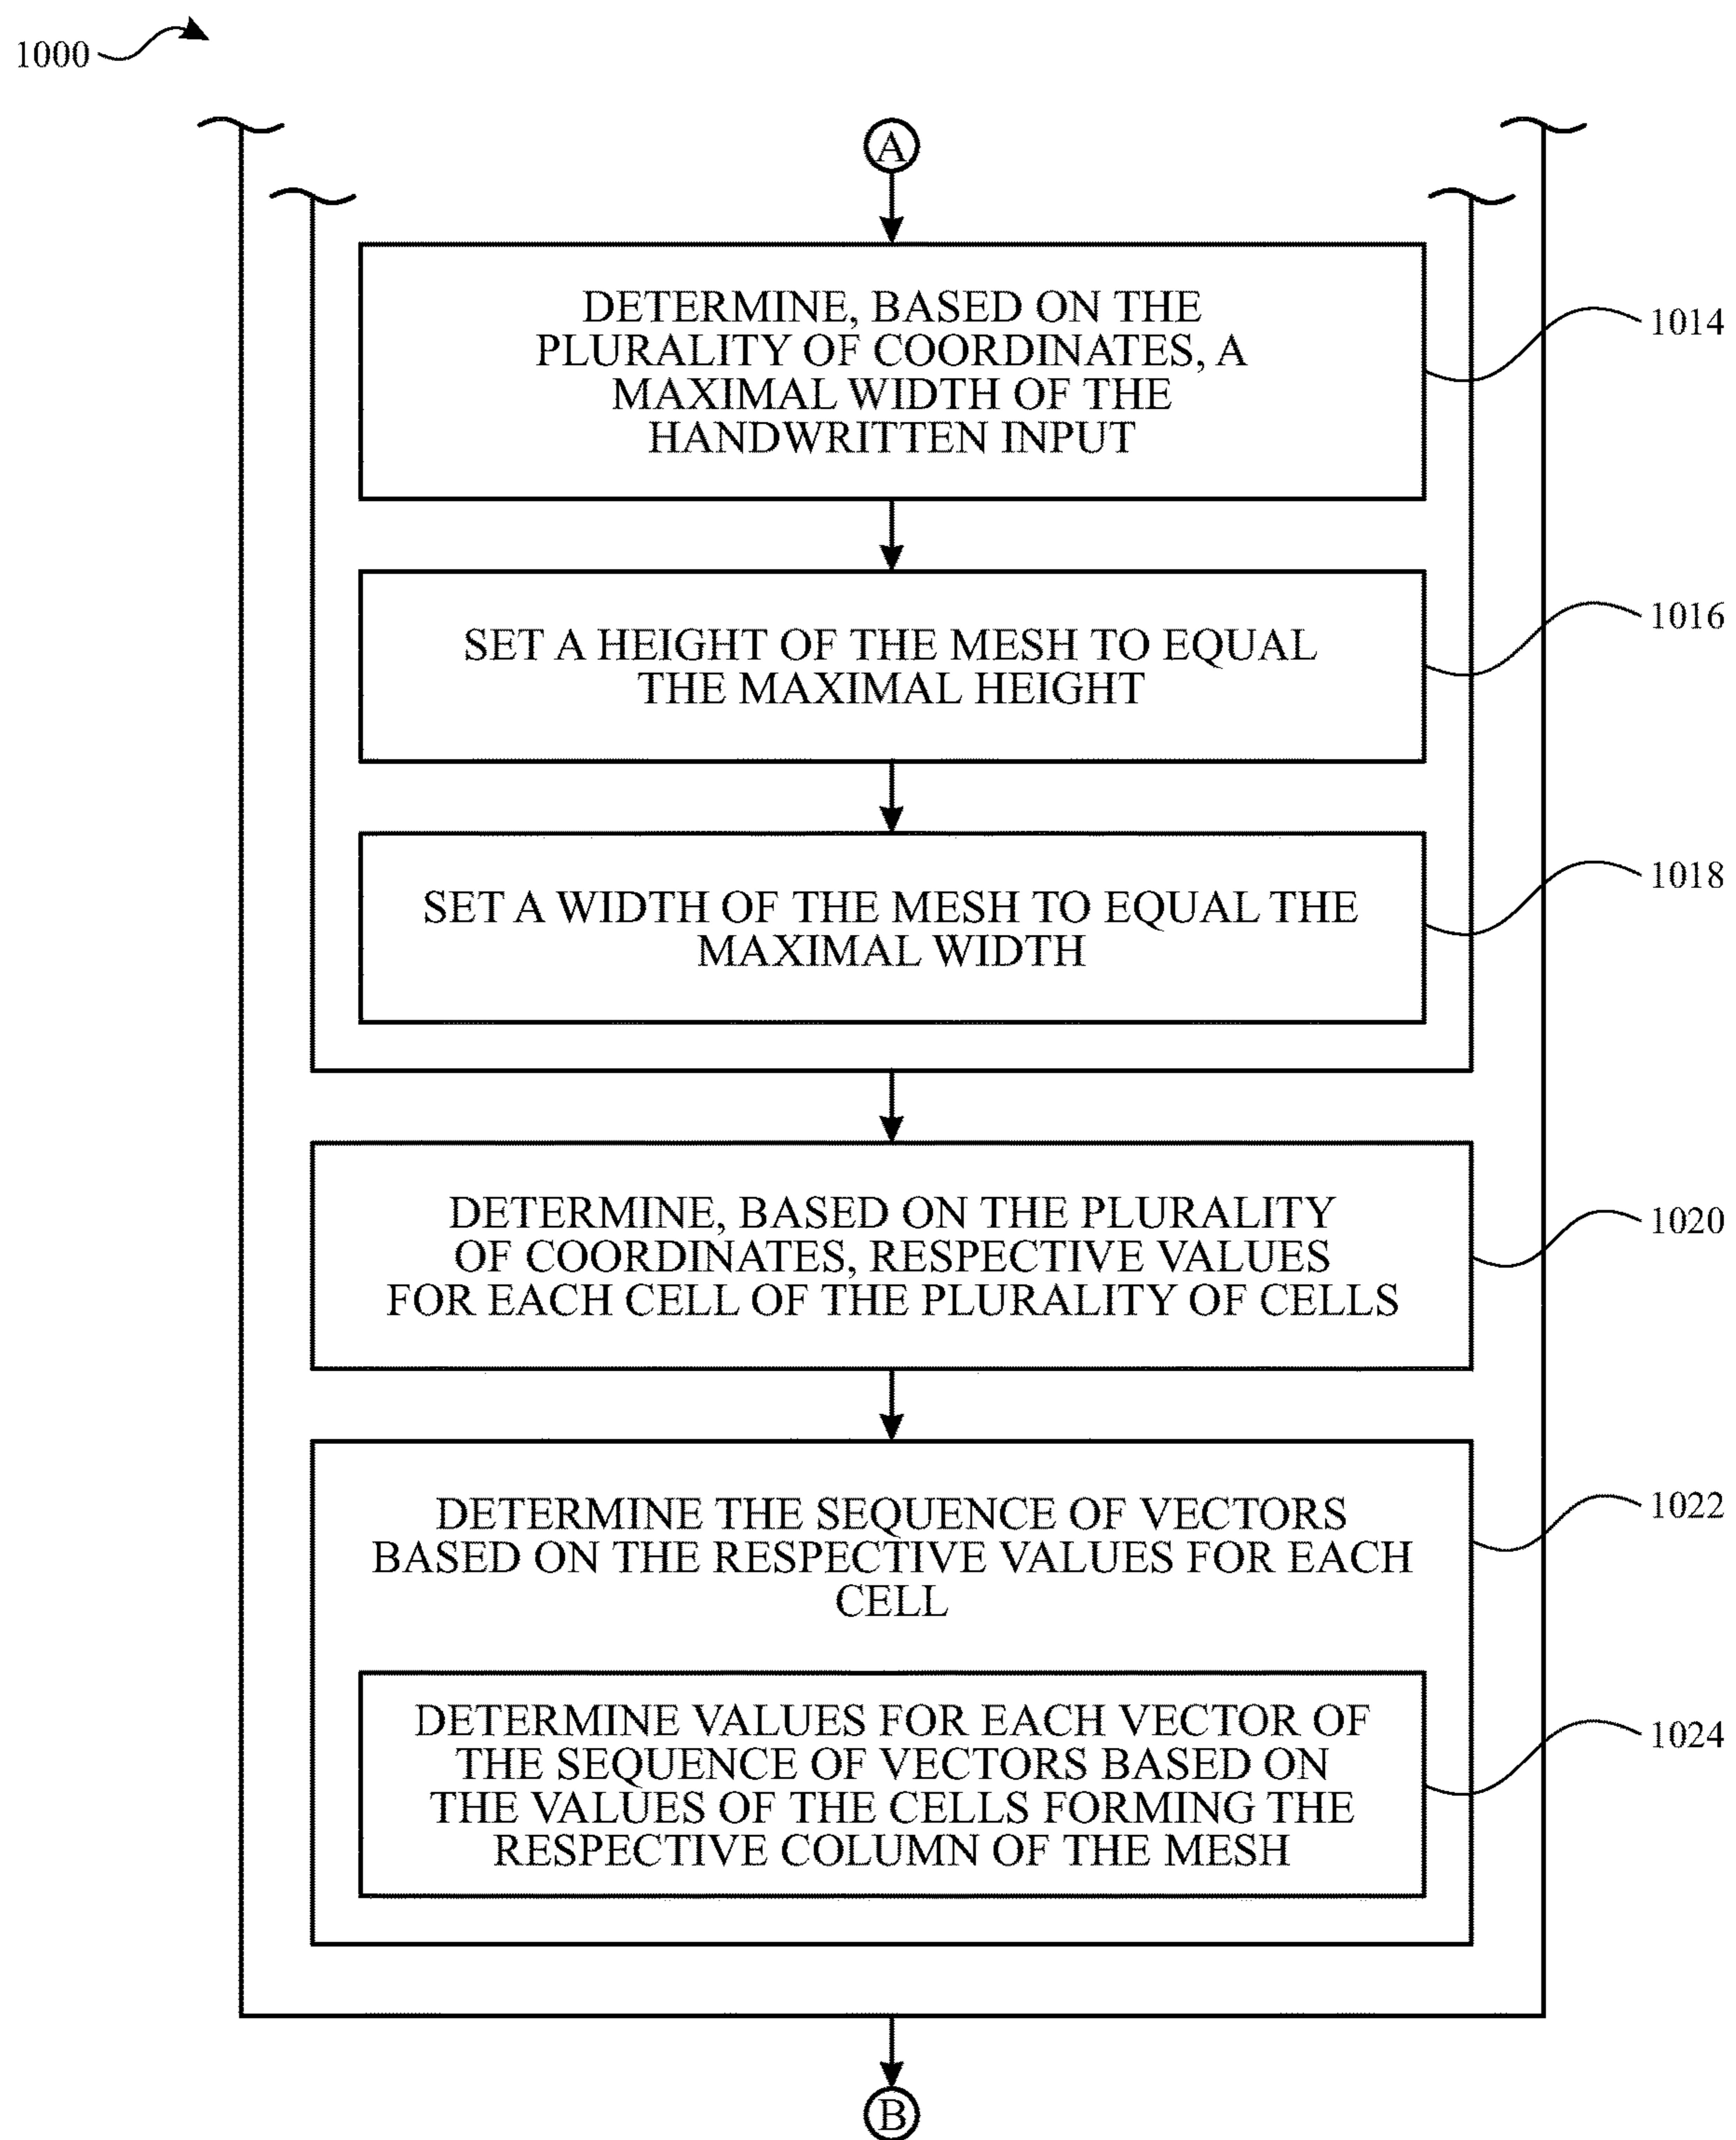 1000
A
DETERMINE, BASED ON THE
PLURALITY OF COORDINATES, A
MAXIMAL WIDTH OF THE
HANDWRITTEN INPUT
1014
SET A HEIGHT OF THE MESH TO EQUAL
THE MAXIMAL HEIGHT
1016
SET A WIDTH OF THE MESH TO EQUAL THE
MAXIMAL WIDTH
1018
DETERMINE, BASED ON THE PLURALITY
OF COORDINATES, RESPECTIVE VALUES
FOR EACH CELL OF THE PLURALITY OF CELLS
1020
DETERMINE THE SEQUENCE OF VECTORS
BASED ON THE RESPECTIVE VALUES FOR EACH
CELL
1022
DETERMINE VALUES FOR EACH VECTOR OF
THE SEQUENCE OF VECTORS BASED ON
THE VALUES OF THE CELLS FORMING THE
RESPECTIVE COLUMN OF THE MESH
1024
B